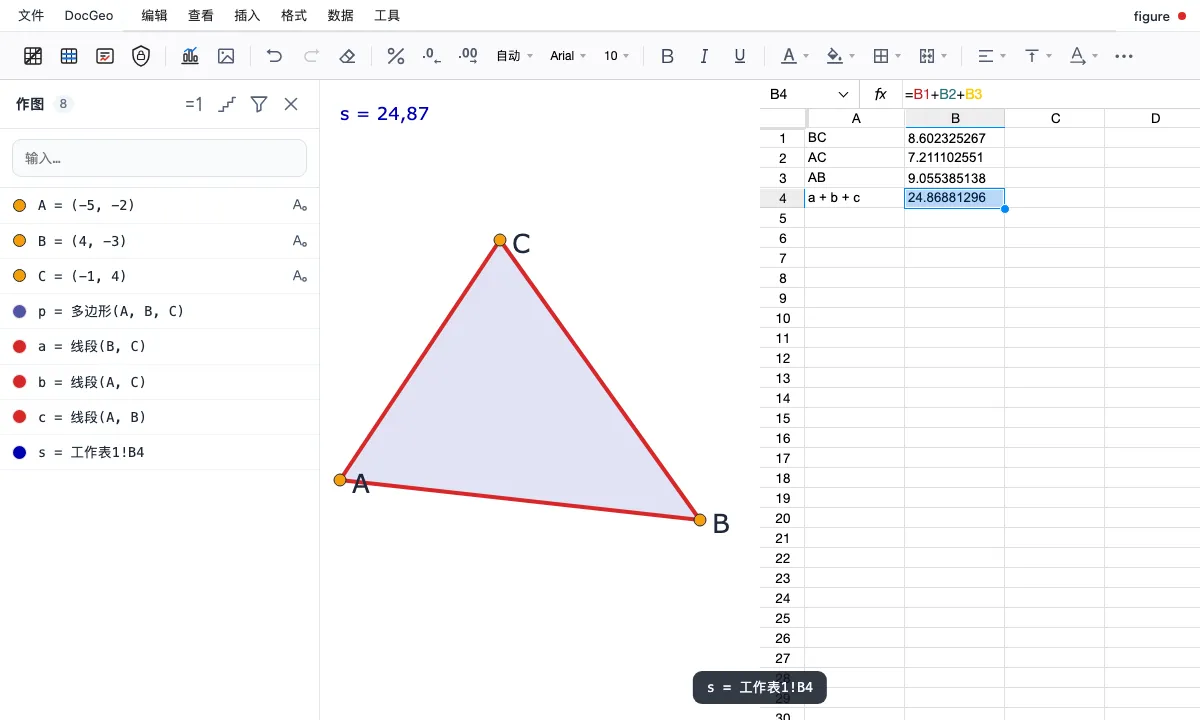 文件 DocGeo 编辑 查看 插入 格式 数据 工具 figure
% .0 .00 自动 Arial 10 B I U A A
作图 8 =1
输入…
A = (−5, −2)
B = (4, −3)
C = (−1, 4)
p = 多边形(A, B, C)
a = 线段(B, C)
b = 线段(A, C)
c = 线段(A, B)
s = 工作表1!B4
s = 24,87
C
A
B
B4 fx =B1+B2+B3
A B C D
1 BC 8.602325267
2 AC 7.211102551
3 AB 9.055385138
4 a + b + c 24.86881296
5
6
7
8
9
10
11
12
13
14
15
16
17
18
19
20
21
22
23
24
25
26
27
28
29
30
s = 工作表1!B4